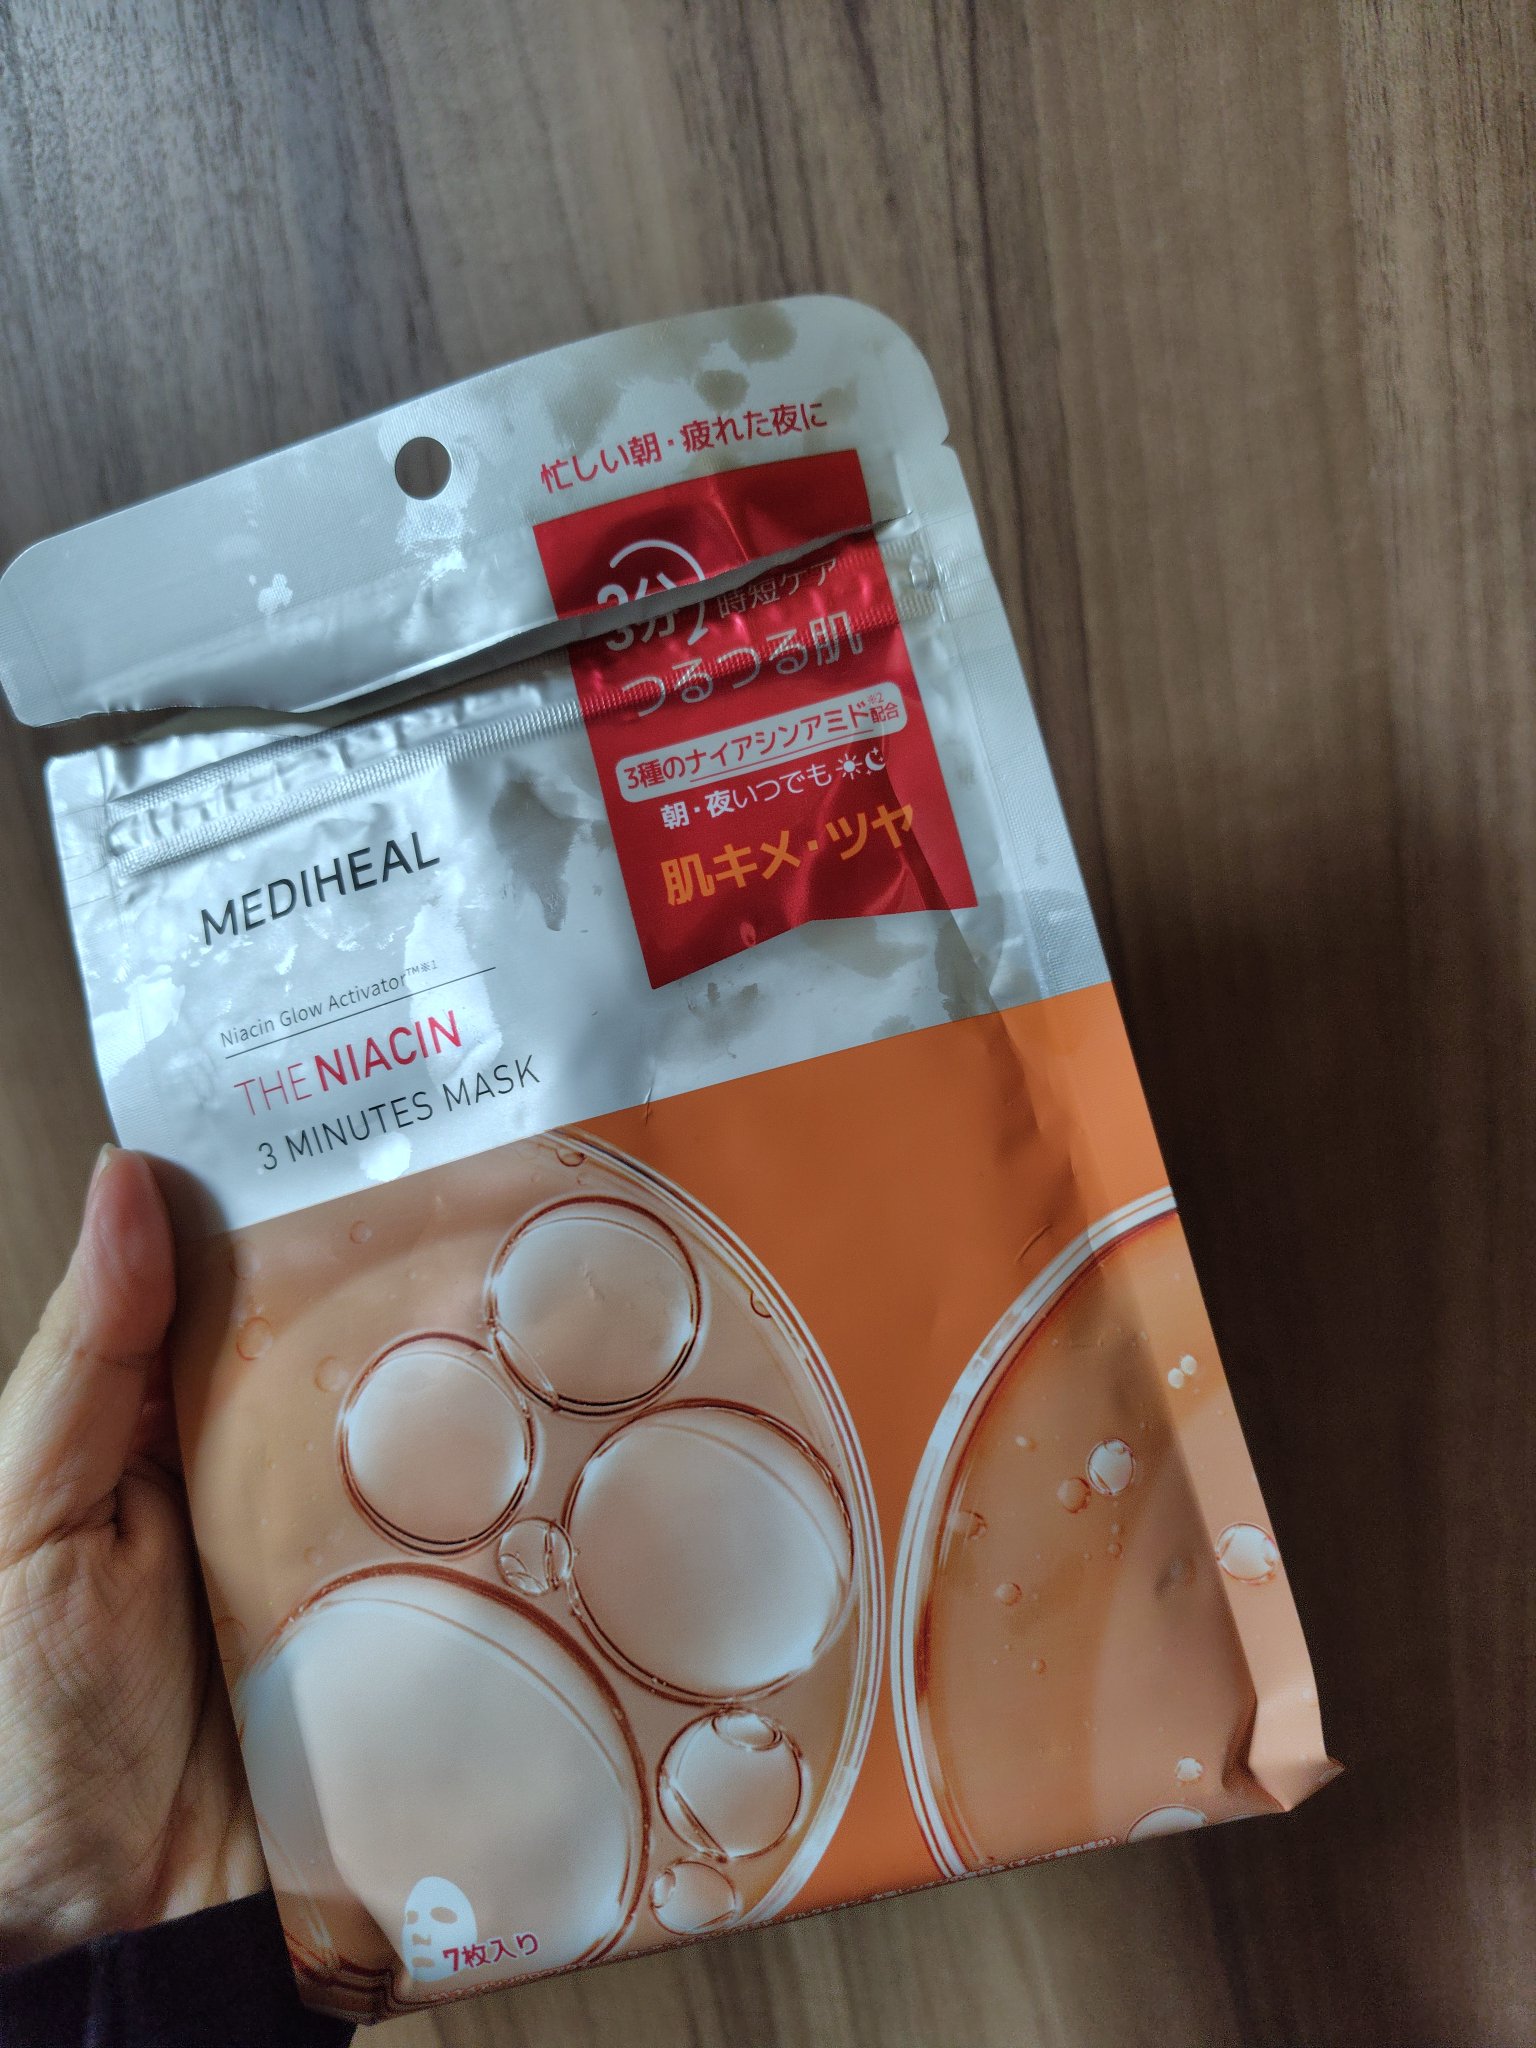 忙しい朝・疲れた夜に
3分 時短ケア
つるつる肌
3種のナイアシンアミド※2配合
朝・夜いつでも
肌キメ・ツヤ
MEDIHEAL
Niacin Glow Activator™※1
THE NIACIN
3 MINUTES MASK
7枚入り